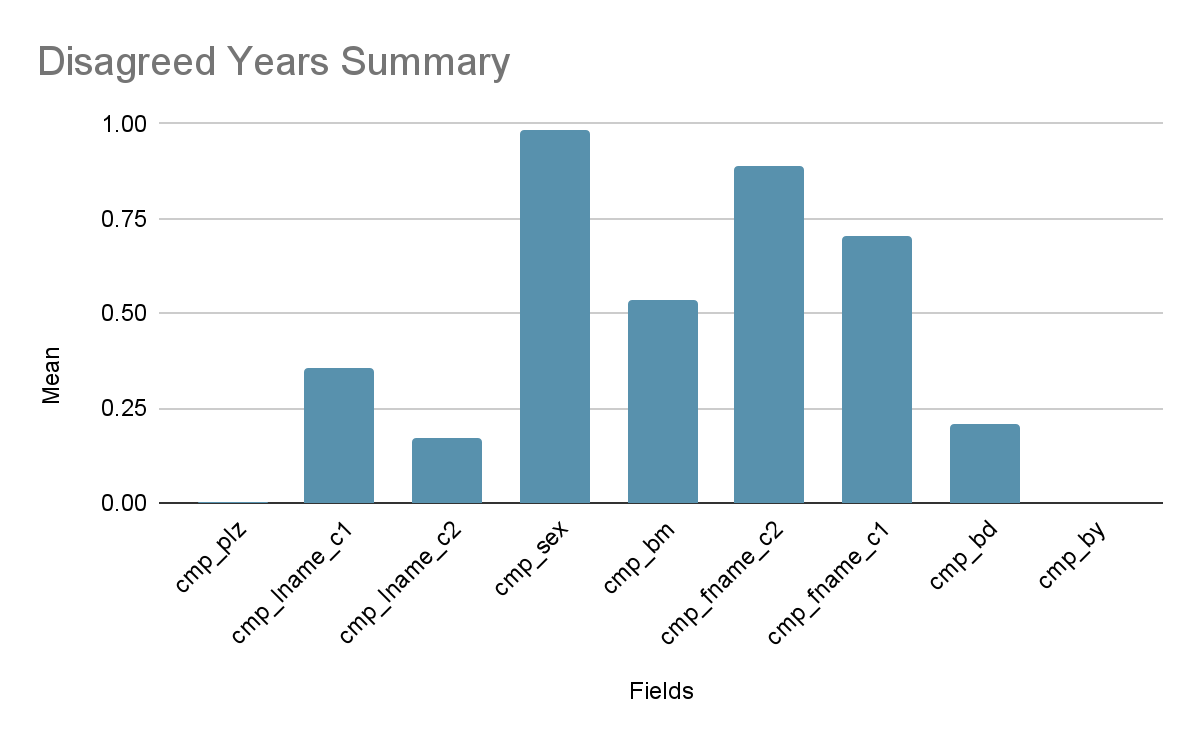 Disagreed Years Summary
1.00
0.75
0.50
0.25
0.00
Mean
cmp_plz
cmp_lname_c1
cmp_lname_c2
cmp_sex
cmp_bm
cmp_fname_c2
cmp_fname_c1
cmp_bd
cmp_by
Fields